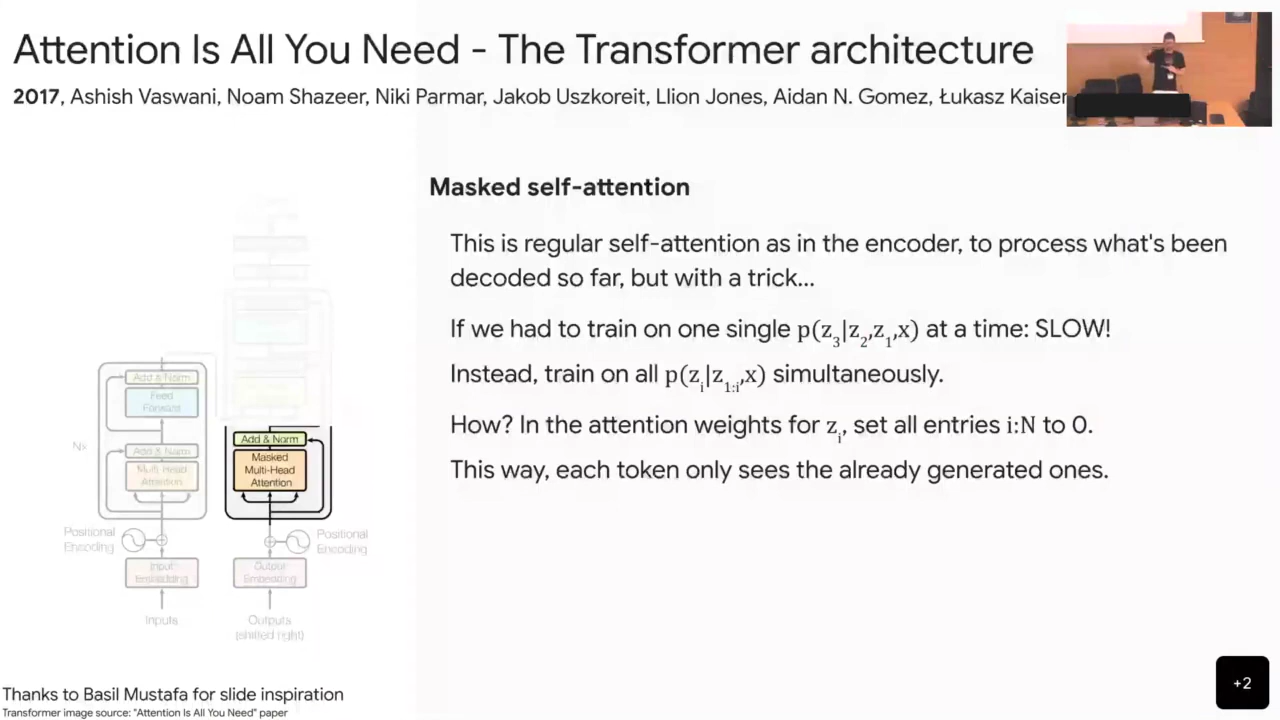 Attention Is All You Need - The Transformer architecture
2017, Ashish Vaswani, Noam Shazeer, Niki Parmar, Jakob Uszkoreit, Llion Jones, Aidan N. Gomez, Łukasz Kaiser
Masked self-attention
This is regular self-attention as in the encoder, to process what's been
decoded so far, but with a trick...
If we had to train on one single p(z₃|z₂,z₁,x) at a time: SLOW!
Instead, train on all p(zᵢ|z₁:ᵢ,x) simultaneously.
How? In the attention weights for zᵢ, set all entries i:N to 0.
This way, each token only sees the already generated ones.
Add & Norm
Feed
Forward
Nx
Add & Norm
Multi-Head
Attention
Positional
Encoding
Input
Embedding
Inputs
Add & Norm
Masked
Multi-Head
Attention
Positional
Encoding
Output
Embedding
Outputs
(shifted right)
Thanks to Basil Mustafa for slide inspiration
Transformer image source: "Attention Is All You Need" paper
+2